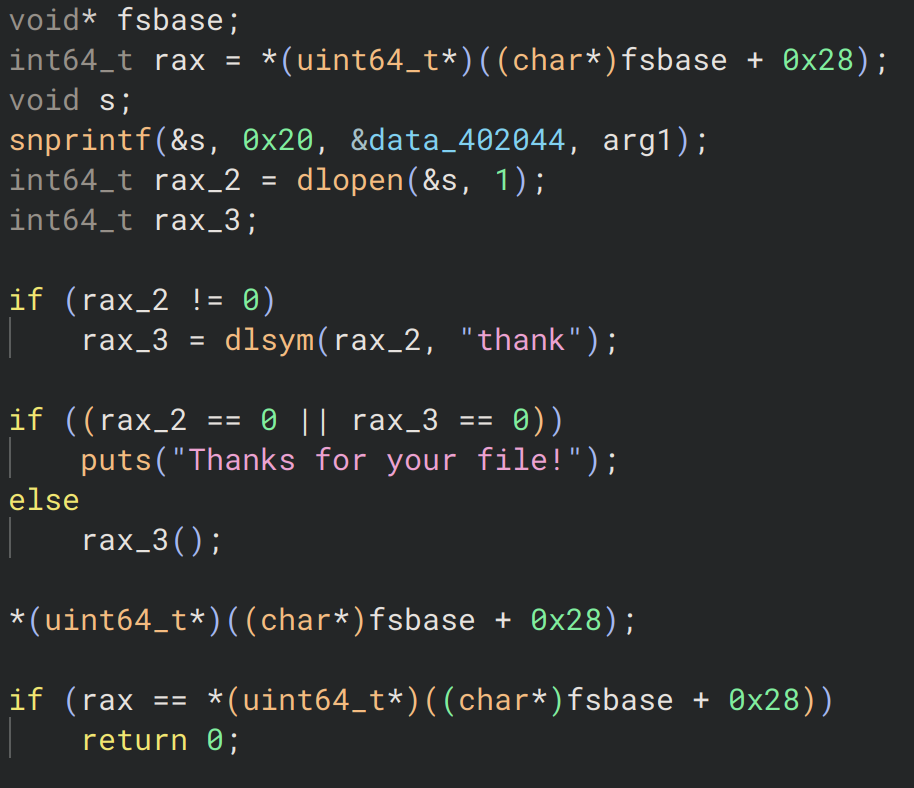 void* fsbase;
int64_t rax = *(uint64_t*)((char*)fsbase + 0x28);
void s;
snprintf(&s, 0x20, &data_402044, arg1);
int64_t rax_2 = dlopen(&s, 1);
int64_t rax_3;
if (rax_2 != 0)
rax_3 = dlsym(rax_2, "thank");
if ((rax_2 == 0 || rax_3 == 0))
puts("Thanks for your file!");
else
rax_3();
*(uint64_t*)((char*)fsbase + 0x28);
if (rax == *(uint64_t*)((char*)fsbase + 0x28))
return 0;